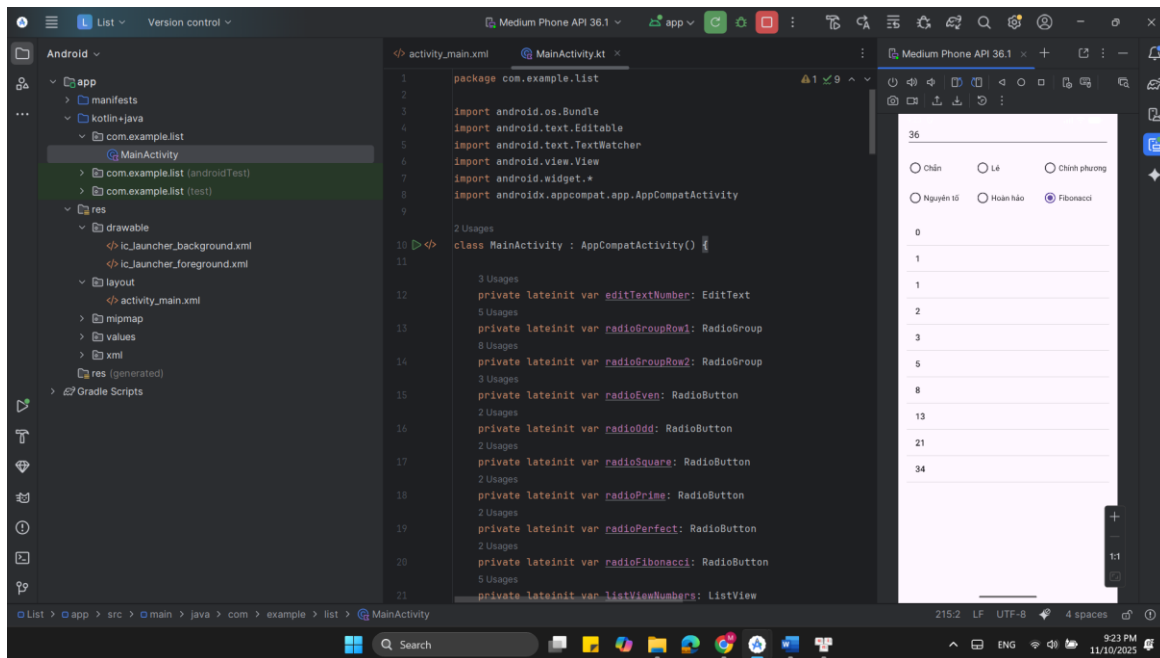 L List Version control Medium Phone API 36.1 app
Android
app
manifests
kotlin+java
com.example.list
MainActivity
com.example.list (androidTest)
com.example.list (test)
res
drawable
ic_launcher_background.xml
ic_launcher_foreground.xml
layout
activity_main.xml
mipmap
values
xml
res (generated)
Gradle Scripts
activity_main.xml MainActivity.kt
1 package com.example.list
1 9
2
3 import android.os.Bundle
4 import android.text.Editable
5 import android.text.TextWatcher
6 import android.view.View
7 import android.widget.*
8 import androidx.appcompat.app.AppCompatActivity
9
2 Usages
10 class MainActivity : AppCompatActivity() {
11
3 Usages
12 private lateinit var editTextNumber: EditText
5 Usages
13 private lateinit var radioGroupRow1: RadioGroup
8 Usages
14 private lateinit var radioGroupRow2: RadioGroup
3 Usages
15 private lateinit var radioEven: RadioButton
2 Usages
16 private lateinit var radioOdd: RadioButton
2 Usages
17 private lateinit var radioSquare: RadioButton
2 Usages
18 private lateinit var radioPrime: RadioButton
2 Usages
19 private lateinit var radioPerfect: RadioButton
2 Usages
20 private lateinit var radioFibonacci: RadioButton
5 Usages
21 private lateinit var listViewNumbers: ListView
Medium Phone API 36.1
36
Chẵn Lẻ Chính phương
Nguyên tố Hoàn hảo Fibonacci
0
1
1
2
3
5
8
13
21
34
1:1
List > app > src > main > java > com > example > list > MainActivity
215:2 LF UTF-8 4 spaces
Search
ENG
9:23 PM
11/10/2025